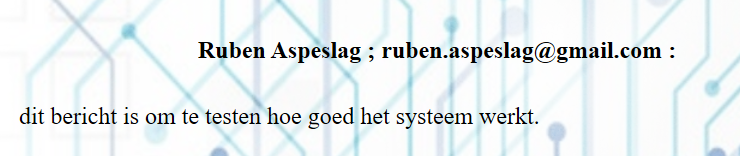 Ruben Aspeslag ; ruben.aspeslag@gmail.com :
dit bericht is om te testen hoe goed het systeem werkt.